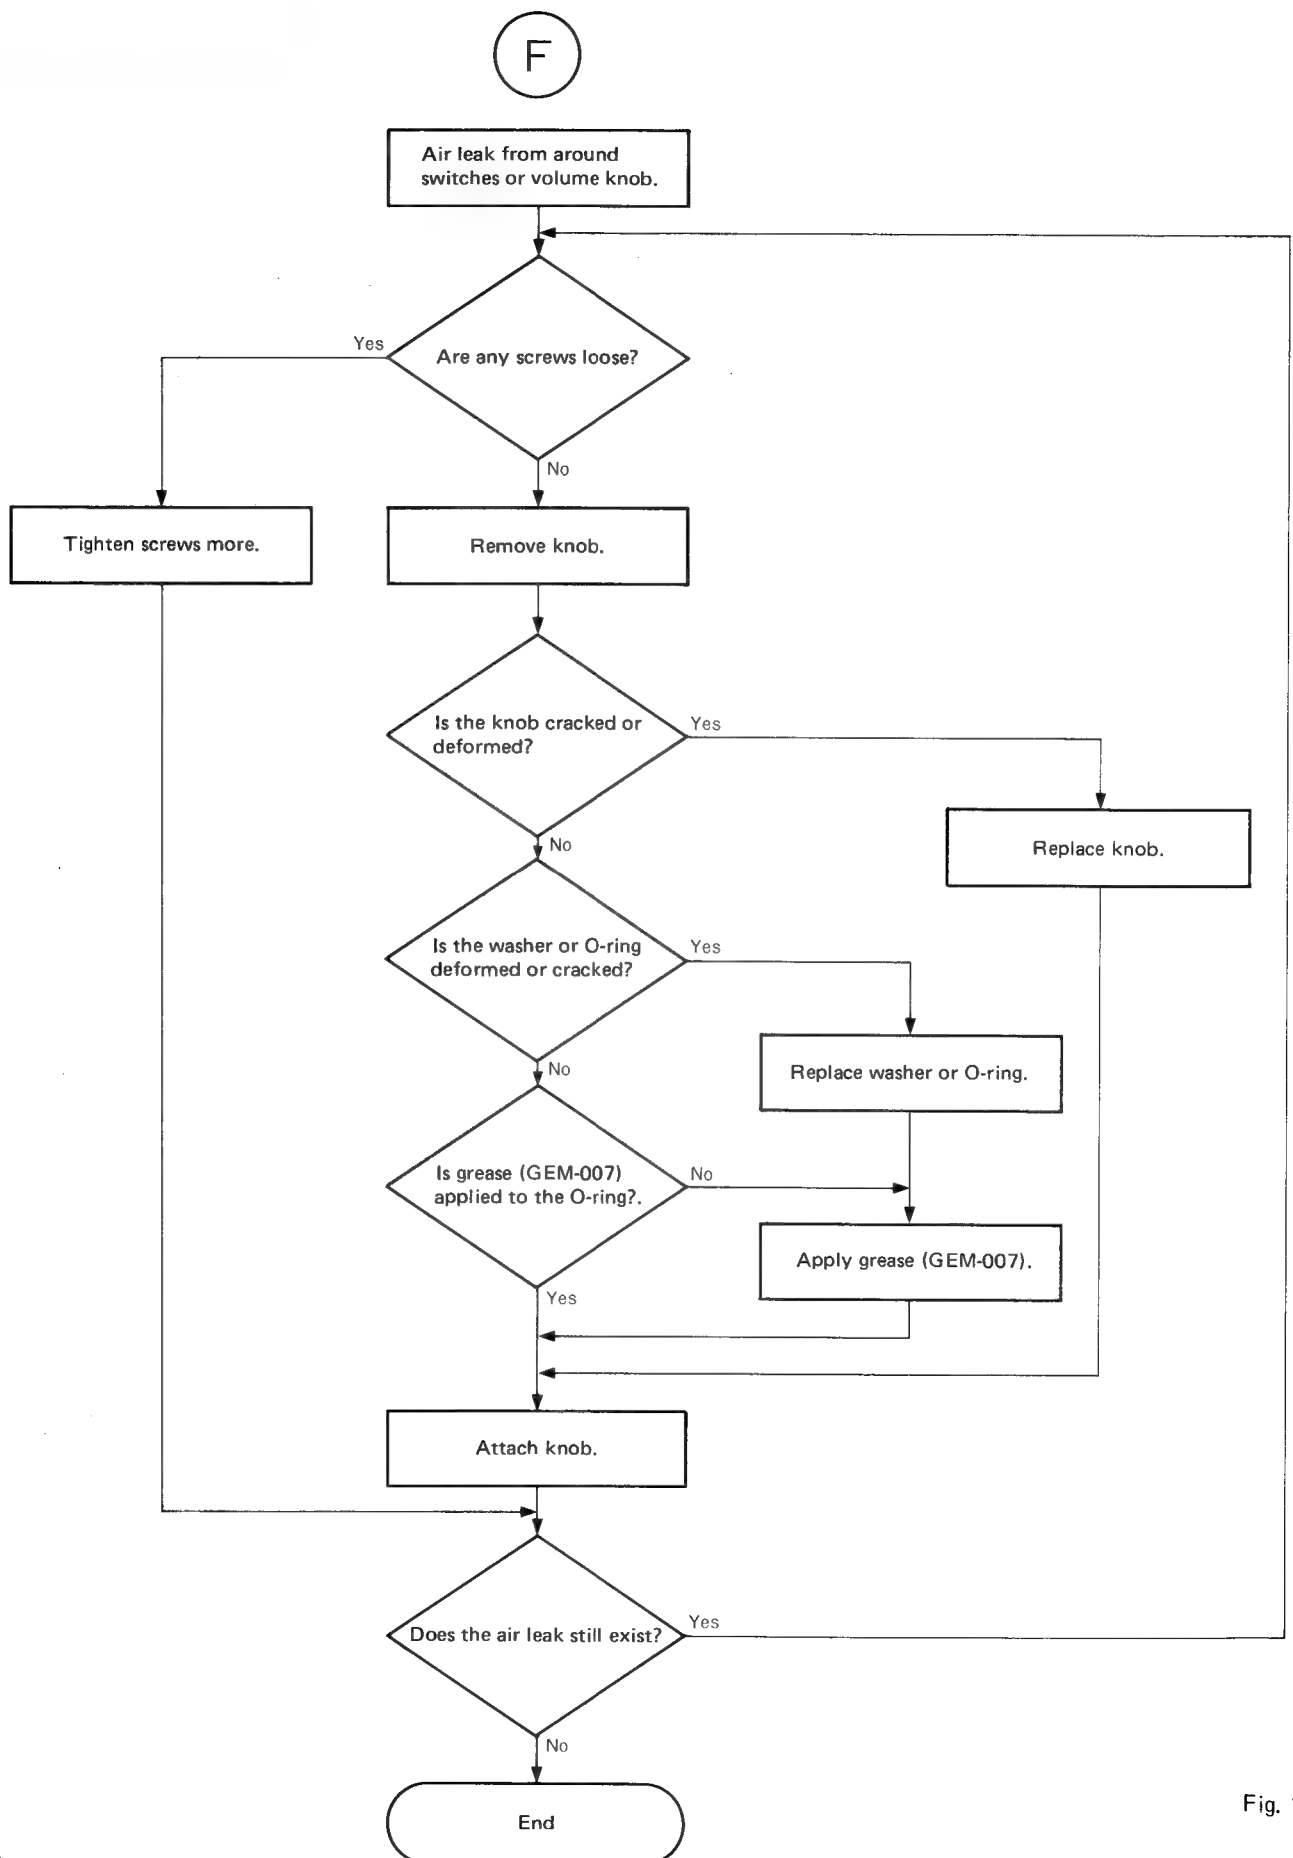 F
Air leak from around
switches or volume knob.
Yes
Are any screws loose?
No
Tighten screws more.
Remove knob.
Is the knob cracked or
deformed?
Yes
No
Replace knob.
Is the washer or O-ring
deformed or cracked?
Yes
No
Replace washer or O-ring.
Is grease (GEM-007)
applied to the O-ring?.
No
Yes
Apply grease (GEM-007).
Attach knob.
Does the air leak still exist?
Yes
No
End
Fig.